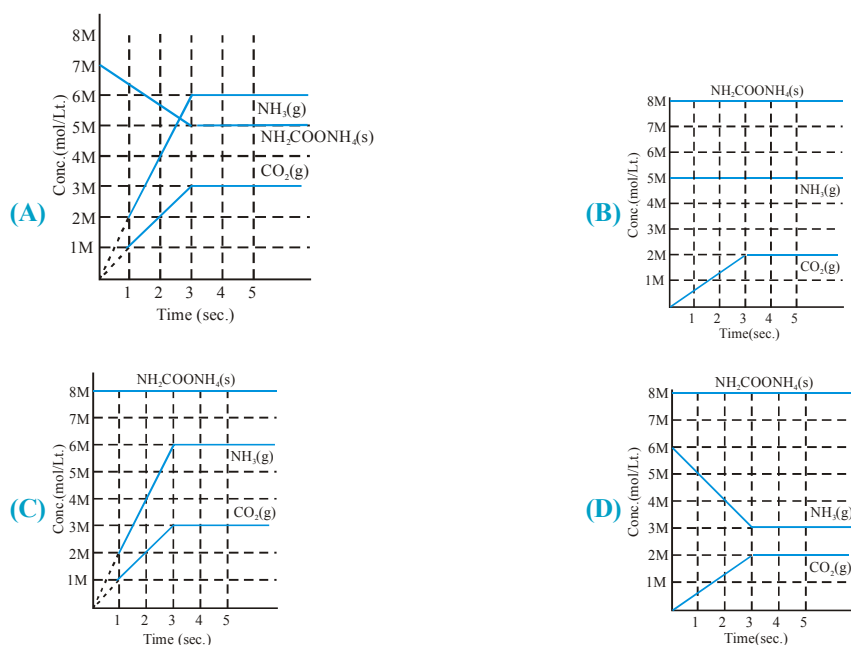 (A)
Conc.(mol/Lt.)
8M
7M
6M
5M
4M
3M
2M
1M
NH₃(g)
NH₂COONH₄(s)
CO₂(g)
1 2 3 4 5
Time (sec.)
(B)
Conc.(mol/Lt.)
NH₂COONH₄(s)
8M
7M
6M
5M
4M
3M
2M
1M
NH₃(g)
CO₂(g)
1 2 3 4 5
Time(sec.)
(C)
Conc.(mol/Lt.)
NH₂COONH₄(s)
8M
7M
6M
5M
4M
3M
2M
1M
NH₃(g)
CO₂(g)
1 2 3 4 5
Time (sec.)
(D)
Conc.(mol/Lt.)
NH₂COONH₄(s)
8M
7M
6M
5M
4M
3M
2M
1M
NH₃(g)
CO₂(g)
1 2 3 4 5
Time (sec.)